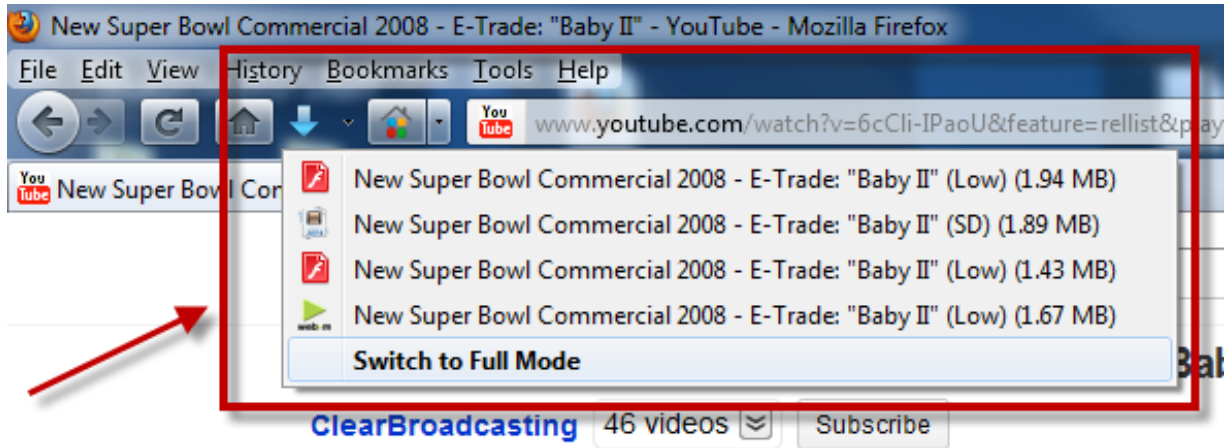 New Super Bowl Commercial 2008 - E-Trade: "Baby II" - YouTube - Mozilla Firefox
File Edit View History Bookmarks Tools Help
You Tube www.youtube.com/watch?v=6cCli-IPaoU&feature=rellist&play
You Tube New Super Bowl Con
New Super Bowl Commercial 2008 - E-Trade: "Baby II" (Low) (1.94 MB)
New Super Bowl Commercial 2008 - E-Trade: "Baby II" (SD) (1.89 MB)
New Super Bowl Commercial 2008 - E-Trade: "Baby II" (Low) (1.43 MB)
web m New Super Bowl Commercial 2008 - E-Trade: "Baby II" (Low) (1.67 MB)
Switch to Full Mode
Bab
ClearBroadcasting 46 videos Subscribe